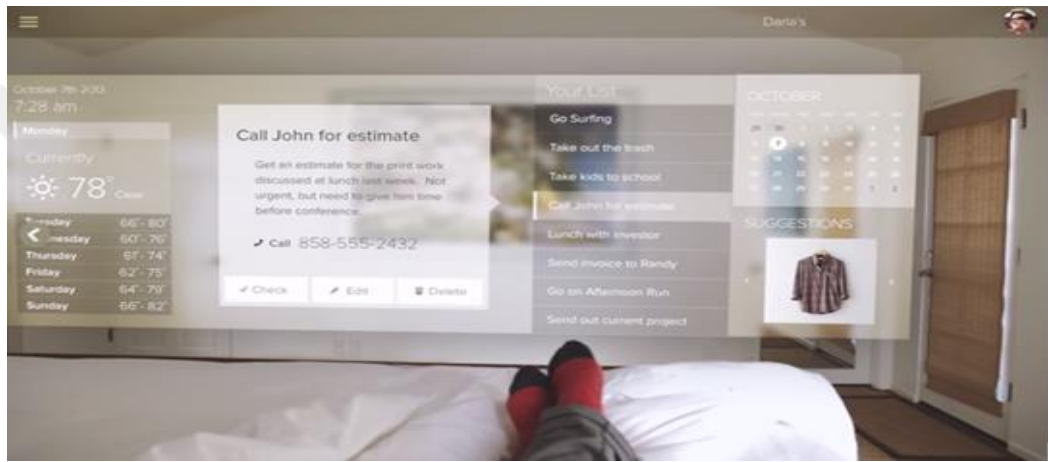 Daria's
October 7th 2013
7:28 am
Monday
Currently
78°
Clear
Tuesday 66°- 80°
nesday 60°- 76°
Thursday 61°- 74°
Friday 62°- 75°
Saturday 64°- 79°
Sunday 66°- 82°
Call John for estimate
Get an estimate for the print work
discussed at lunch last week. Not
urgent, but need to give him time
before conference.
Call 858-555-2432
Check Edit Delete
Your List
Go Surfing
Take out the trash
Take kids to school
Call John for estimate
Lunch with investor
Send invoice to Randy
Go on Afternoon Run
Send out current project
OCTOBER
29 30
SUGGESTIONS